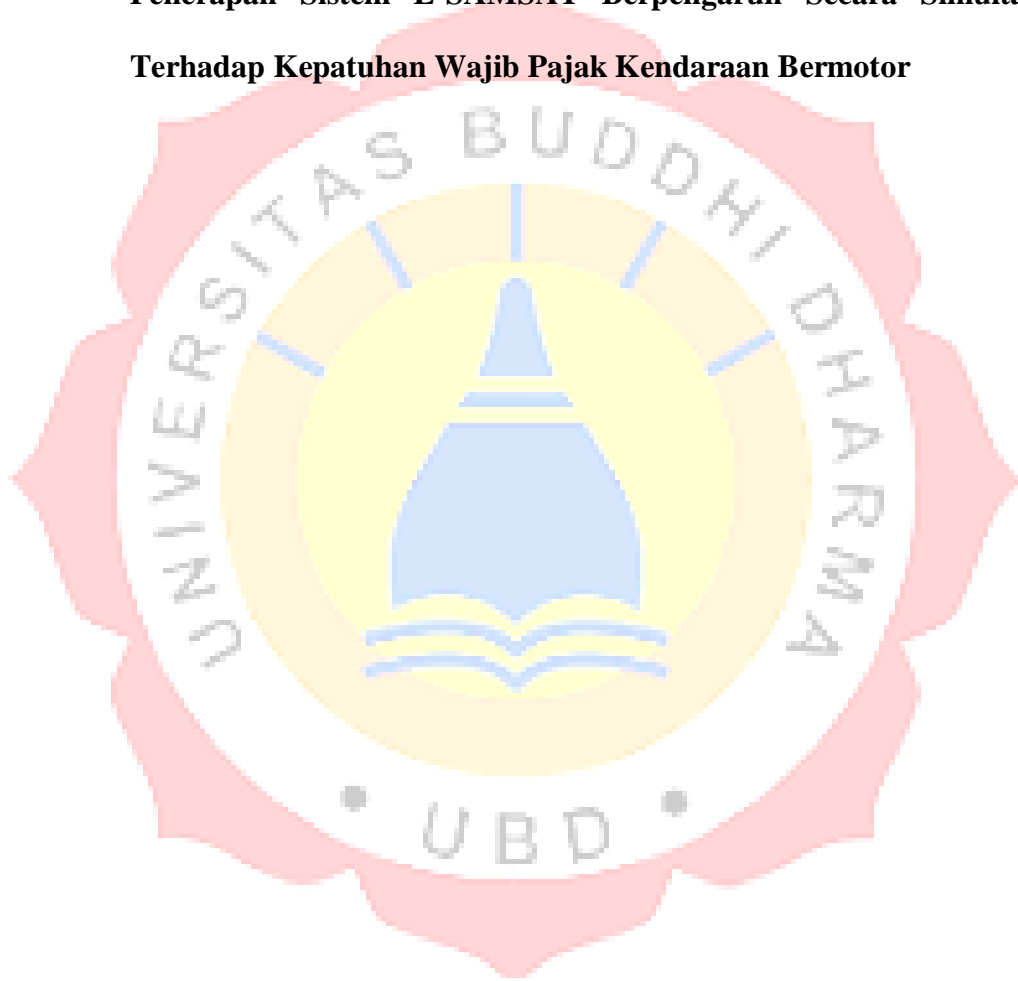 Penerapan Sistem E-SAMSAT Berpengaruh Secara Simulta
Terhadap Kepatuhan Wajib Pajak Kendaraan Bermotor
UNIVERSITAS BUDDHI DHARMA
• UBD •